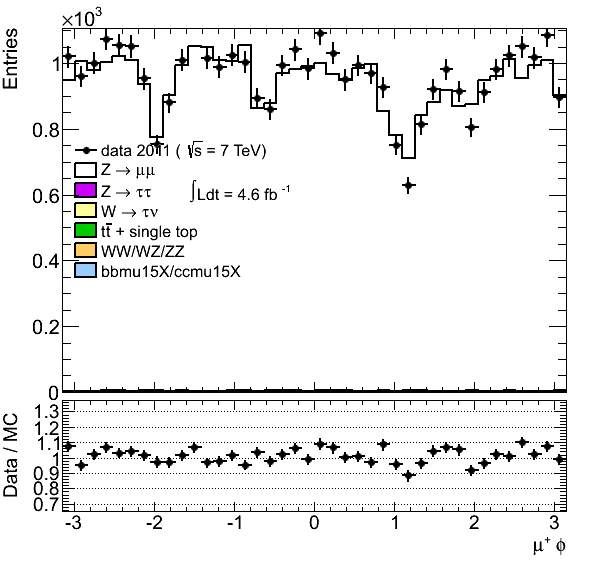 ×10³
Entries
1
0.8
data 2011 ( √s = 7 TeV)
Z → μμ
Z → ττ
∫Ldt = 4.6 fb⁻¹
0.6
W → τν
tt̄ + single top
WW/WZ/ZZ
0.4
bbmu15X/ccmu15X
0.2
0
Data / MC
1.3
1.2
1.1
1
0.9
0.8
0.7
-3 -2 -1 0 1 2 3
μ⁺ ϕ